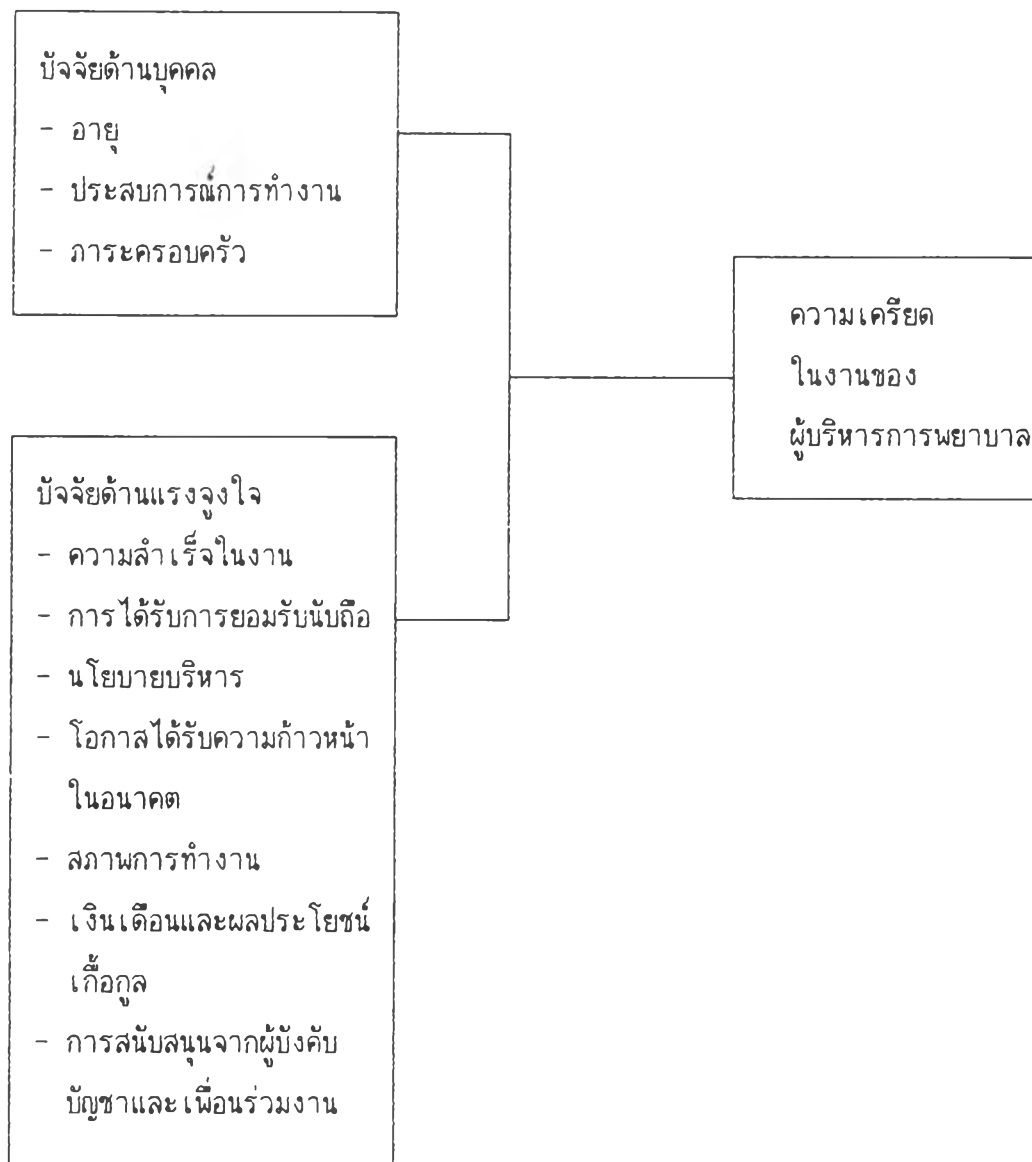 ปัจจัยด้านบุคคล
- อายุ
- ประสบการณ์การทำงาน
- ภาระครอบครัว
ความเครียด
ในงานของ
ผู้บริหารการพยาบาล
ปัจจัยด้านแรงจูงใจ
- ความสำเร็จในงาน
- การได้รับการยอมรับนับถือ
- นโยบายบริหาร
- โอกาสได้รับความก้าวหน้า
ในอนาคต
- สภาพการทำงาน
- เงินเดือนและผลประโยชน์
เกื้อกูล
- การสนับสนุนจากผู้บังคับ
บัญชาและเพื่อนร่วมงาน